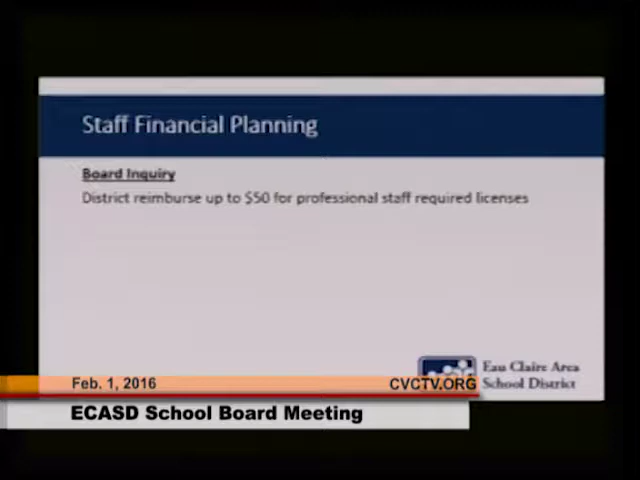 Staff Financial Planning
Board Inquiry
District reimburse up to $50 for professional staff required licenses
Eau Claire Area
School District
Feb. 1, 2016
CVCTV.ORG
ECASD School Board Meeting